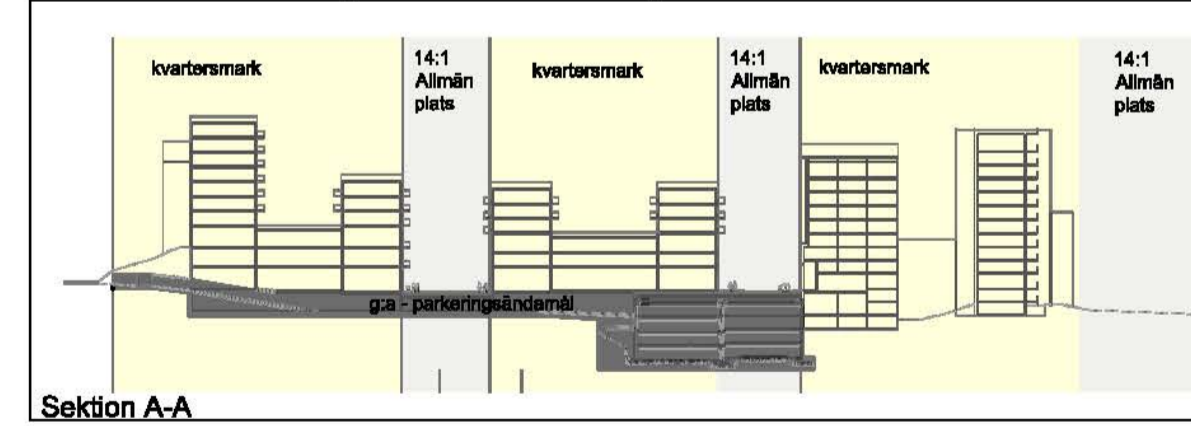 kvartersmark
14:1
Allmän
plats
kvartersmark
14:1
Allmän
plats
kvartersmark
14:1
Allmän
plats
g:a - parkeringsändamål
Sektion A-A